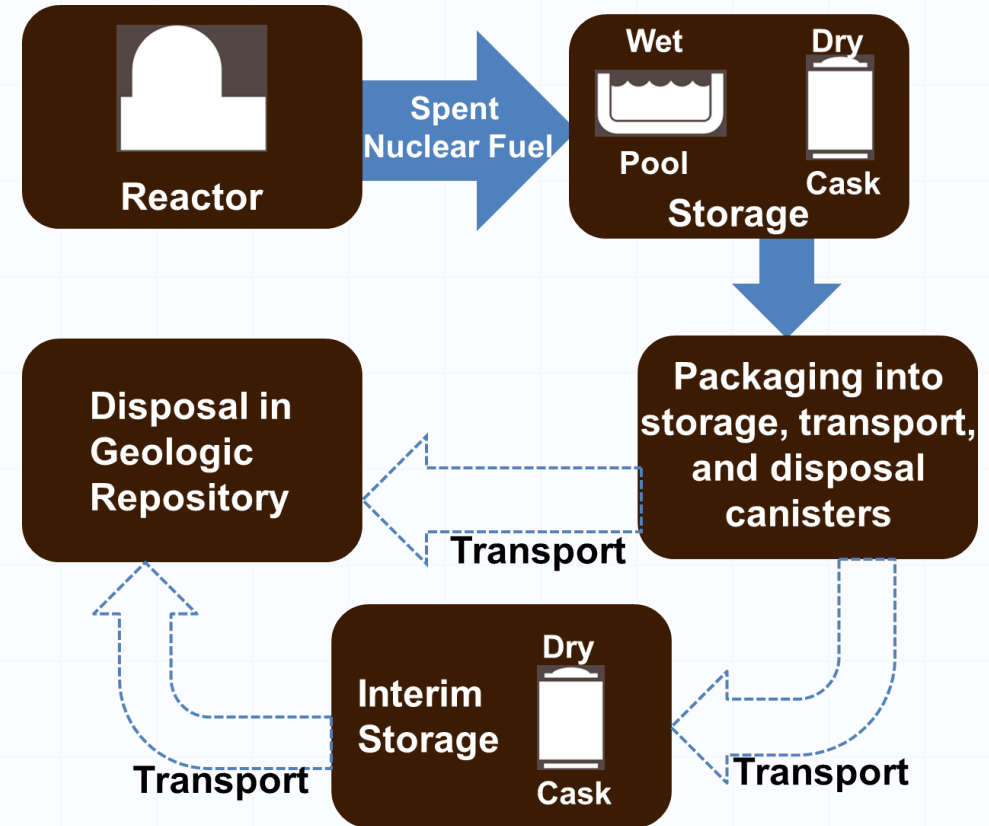 Reactor
Spent
Nuclear Fuel
Wet
Pool
Dry
Cask
Storage
Packaging into
storage, transport,
and disposal
canisters
Transport
Disposal in
Geologic
Repository
Transport
Interim
Storage
Dry
Cask
Transport